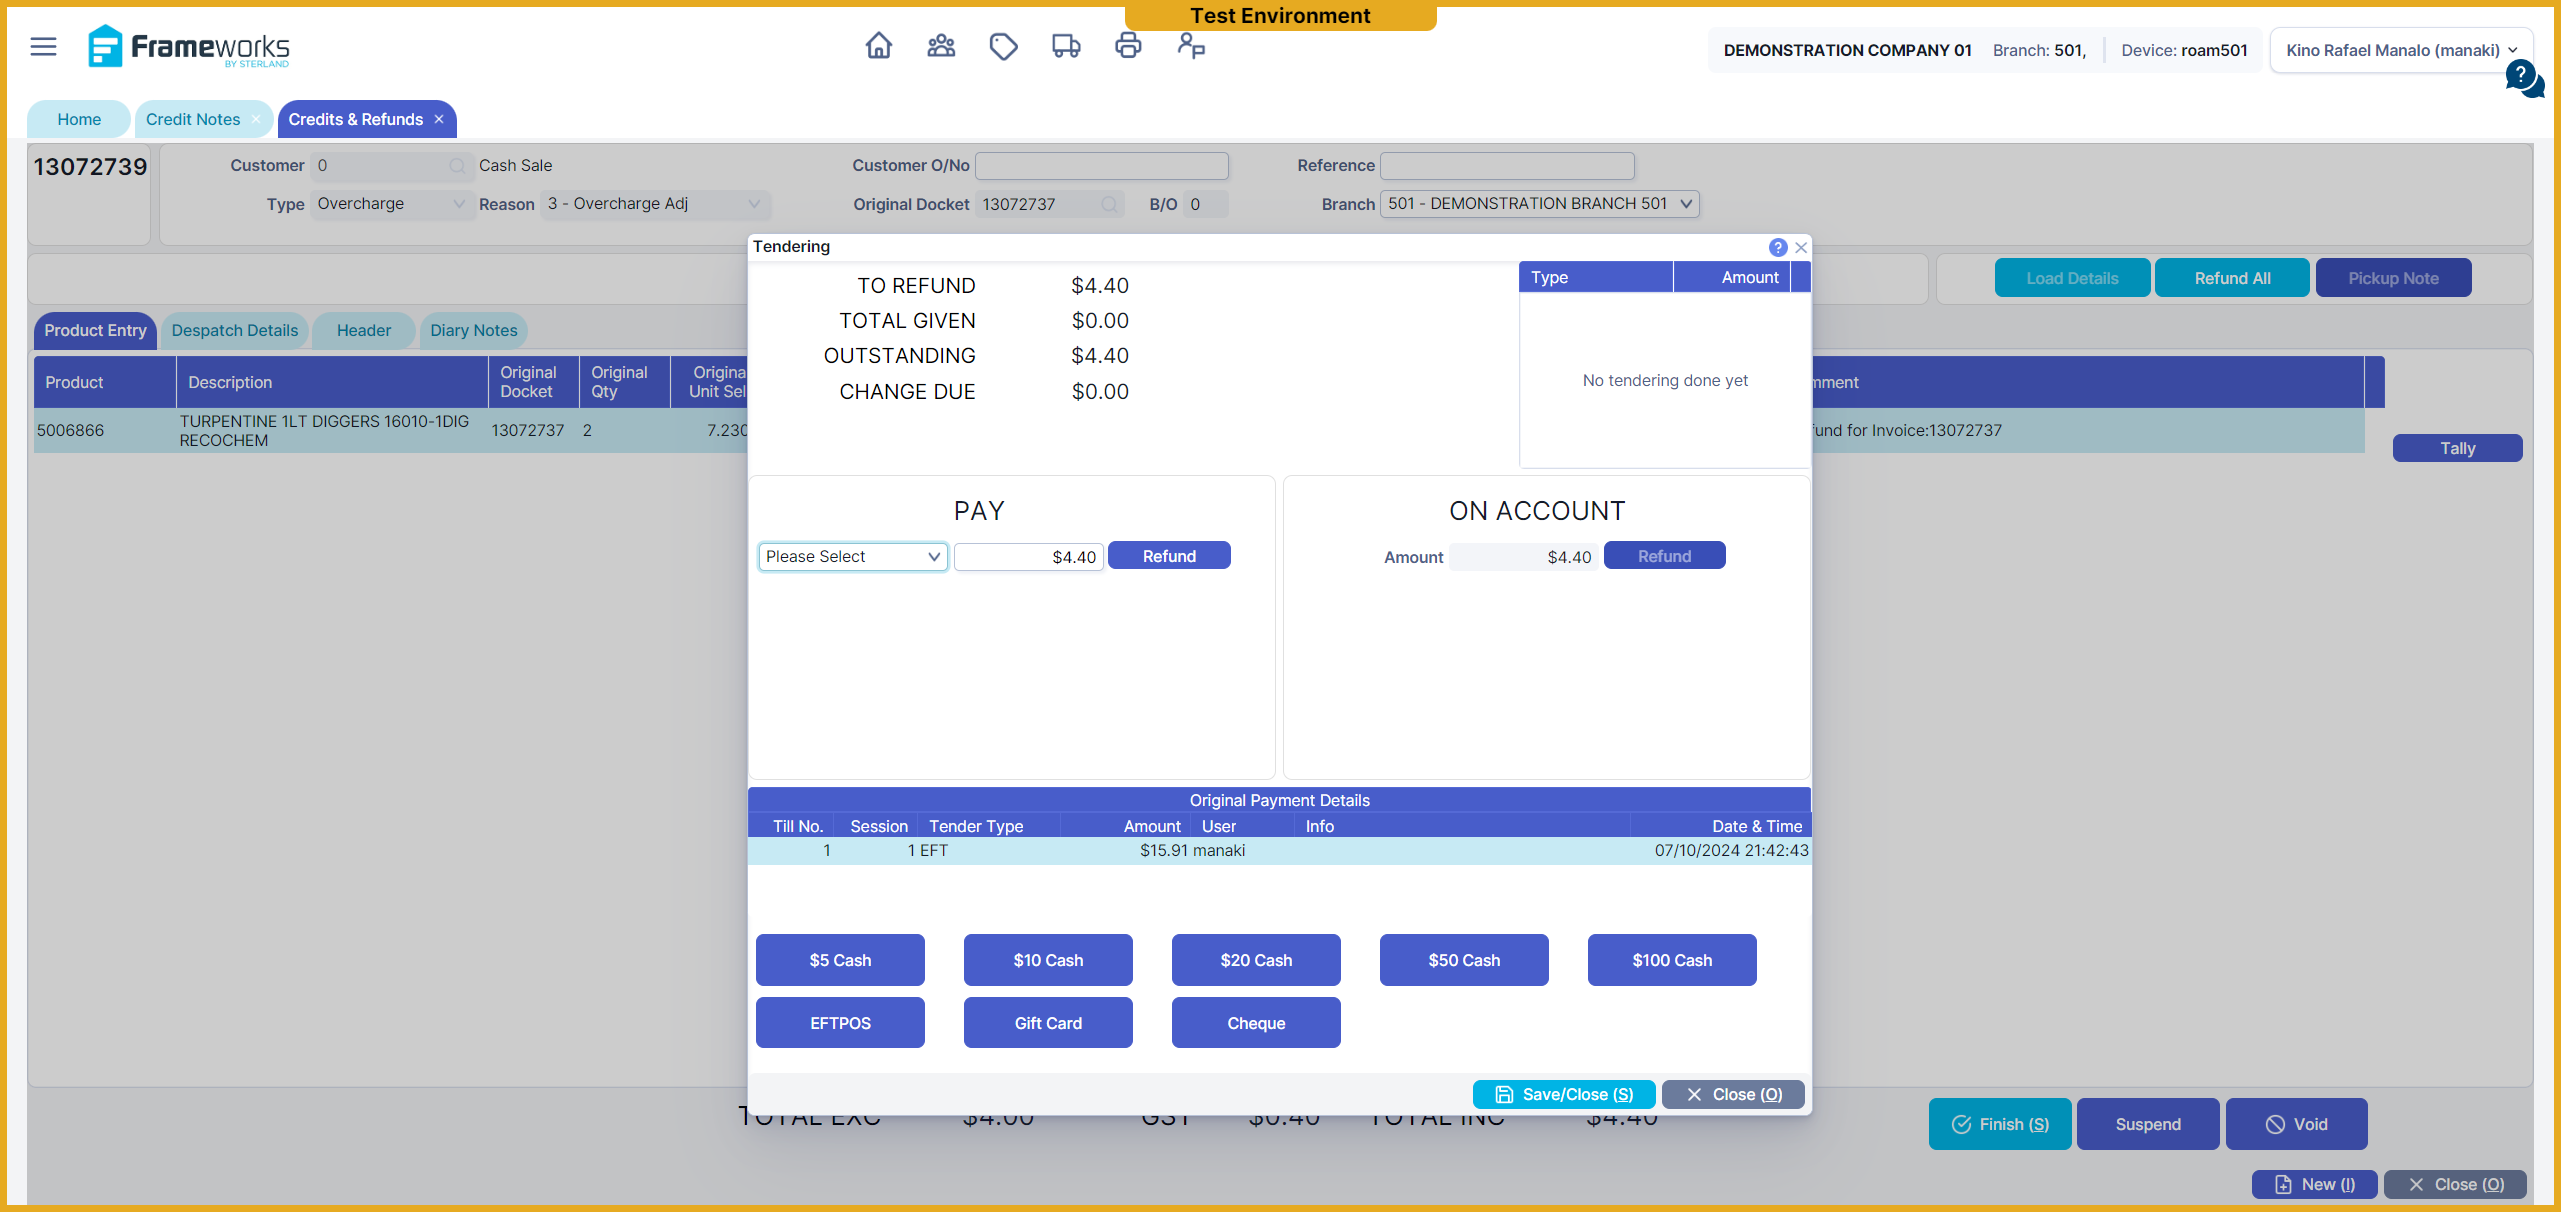 Test Environment
Frameworks
BY STERLAND
DEMONSTRATION COMPANY 01 Branch: 501, Device: roam501
Kino Rafael Manalo (manaki)
?
Home
Credit Notes
Credits & Refunds
13072739
Customer 0 Cash Sale
Customer O/No
Reference
Type Overcharge
Reason 3 - Overcharge Adj
Original Docket 13072737
B/O 0
Branch 501 - DEMONSTRATION BRANCH 501
Load Details
Refund All
Pickup Note
Product Entry
Despatch Details
Header
Diary Notes
Product
Description
Original Docket
Original Qty
Origina
Unit Sel
mment
5006866
TURPENTINE 1LT DIGGERS 16010-1DIG
RECOCHEM
13072737
2
7.230
fund for Invoice:13072737
Tally
Tendering
?
TO REFUND $4.40
TOTAL GIVEN $0.00
OUTSTANDING $4.40
CHANGE DUE $0.00
Type Amount
No tendering done yet
PAY
Please Select $4.40 Refund
ON ACCOUNT
Amount $4.40 Refund
Original Payment Details
Till No. Session Tender Type Amount User Info Date & Time
1 1 EFT $15.91 manaki 07/10/2024 21:42:43
$5 Cash
$10 Cash
$20 Cash
$50 Cash
$100 Cash
EFTPOS
Gift Card
Cheque
Save/Close (S)
Close (O)
TOTAL EXC $4.00 GST $0.40 TOTAL INC $4.40
Finish (S)
Suspend
Void
New (I)
Close (O)